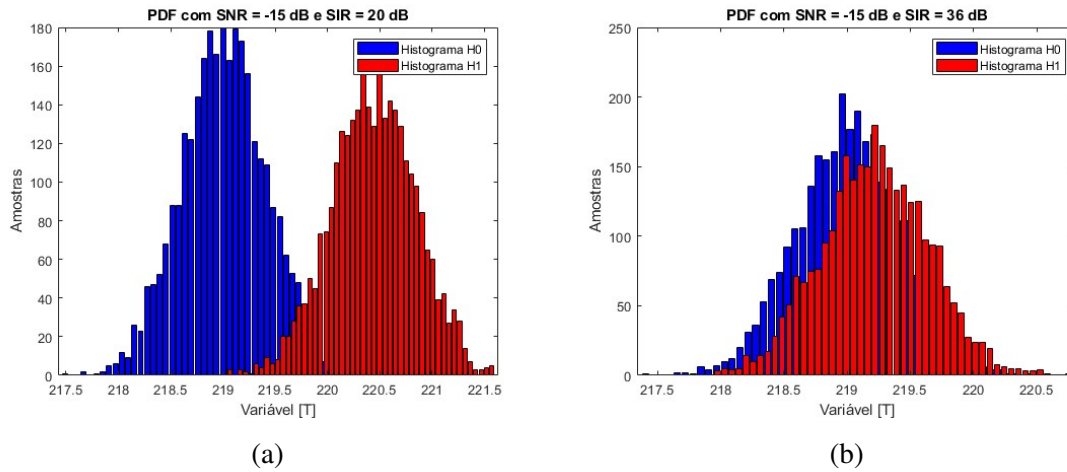 PDF com SNR = -15 dB e SIR = 20 dB
180
160
140
120
100
80
60
40
20
0
Amostras
217.5 218 218.5 219 219.5 220 220.5 221 221.5
Variável [T]
Histograma H0
Histograma H1
(a)
PDF com SNR = -15 dB e SIR = 36 dB
250
200
150
100
50
0
Amostras
217.5 218 218.5 219 219.5 220 220.5
Variável [T]
Histograma H0
Histograma H1
(b)